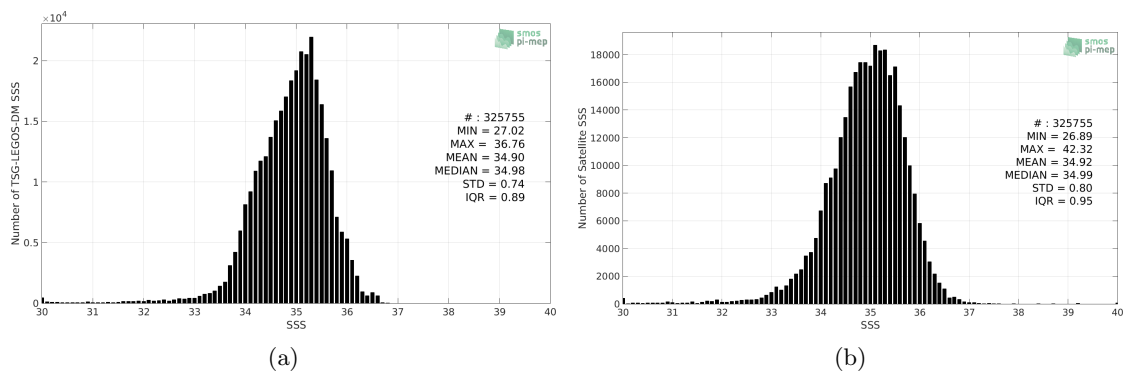 ×10⁴
smos
pi-mep
Number of TSG-LEGOS-DM SSS
2
1.5
1
0.5
0
# : 325755
MIN = 27.02
MAX = 36.76
MEAN = 34.90
MEDIAN = 34.98
STD = 0.74
IQR = 0.89
30 31 32 33 34 35 36 37 38 39 40
SSS
(a)
smos
pi-mep
Number of Satellite SSS
18000
16000
14000
12000
10000
8000
6000
4000
2000
0
# : 325755
MIN = 26.89
MAX = 42.32
MEAN = 34.92
MEDIAN = 34.99
STD = 0.80
IQR = 0.95
30 31 32 33 34 35 36 37 38 39 40
SSS
(b)